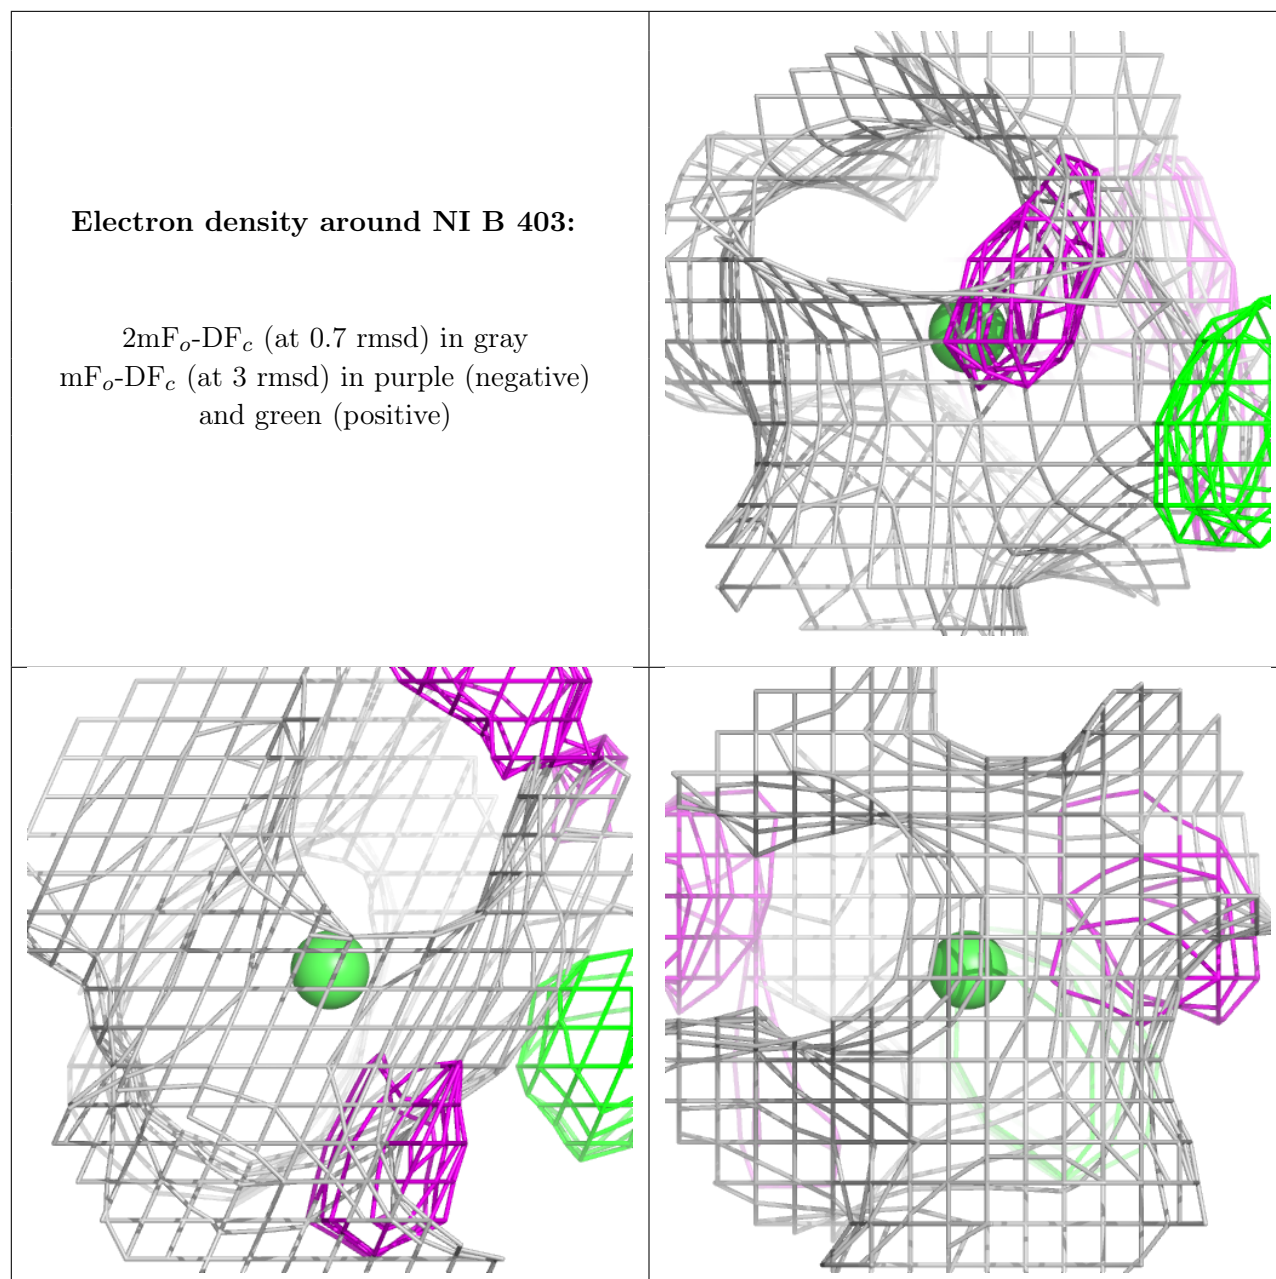 Electron density around NI B 403:
2mFo-DFc (at 0.7 rmsd) in gray
mFo-DFc (at 3 rmsd) in purple (negative)
and green (positive)